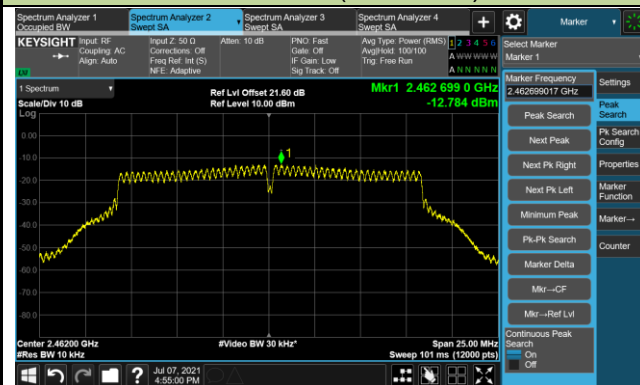 Spectrum Analyzer 1
Occupied BW
Spectrum Analyzer 2
Swept SA
Spectrum Analyzer 3
Swept SA
Spectrum Analyzer 4
Swept SA
+
Marker
KEYSIGHT
Input: RF
Coupling: AC
Align: Auto
Input Z: 50 Ω
Corrections: Off
Freq Ref: Int (S)
NFE: Adaptive
Atten: 10 dB
PNO: Fast
Gate: Off
IF Gain: Low
Sig Track: Off
Avg Type: Power (RMS)
Avg|Hold: 100/100
Trig: Free Run
1 2 3 4 5 6
A W W W W W
A N N N N N
LVI
Select Marker
Marker 1
1 Spectrum
Scale/Div 10 dB
Log
Ref Lvl Offset 21.60 dB
Ref Level 10.00 dBm
Mkr1 2.462 699 0 GHz
-12.784 dBm
0.00
-10.0
-20.0
-30.0
-40.0
-50.0
-60.0
-70.0
-80.0
1
Center 2.46200 GHz
#Res BW 10 kHz
#Video BW 30 kHz*
Span 25.00 MHz
Sweep 101 ms (12000 pts)
Marker Frequency
2.462699017 GHz
Peak Search
Next Peak
Next Pk Right
Next Pk Left
Minimum Peak
Pk-Pk Search
Marker Delta
Mkr→CF
Mkr→Ref Lvl
Continuous Peak
Search
On
Off
Settings
Peak
Search
Pk Search
Config
Properties
Marker
Function
Marker→
Counter
?
Jul 07, 2021
4:55:00 PM